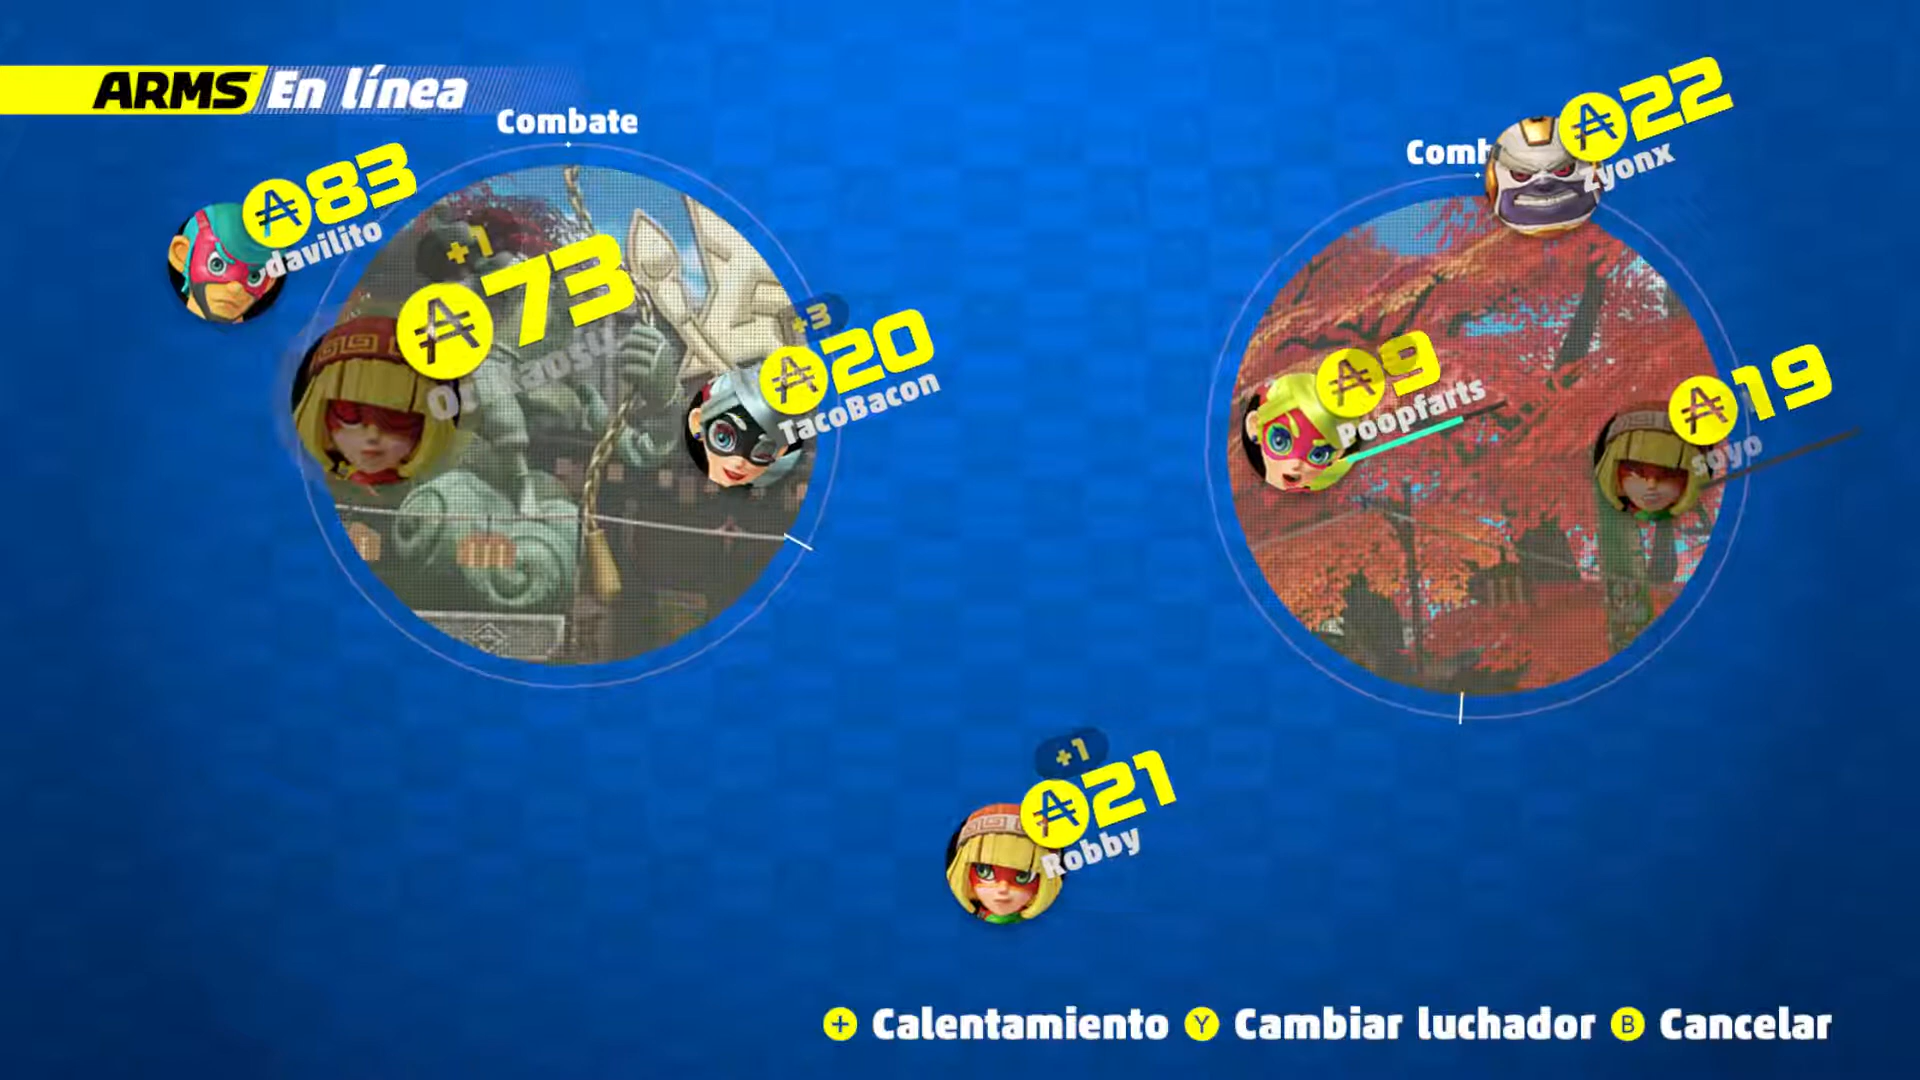 ARMS En línea
Combate
83
davilito
+1
73
+3
20
TacoBacon
22
Zyonx
9
Poopfarts
19
soyo
+1
21
Robby
+ Calentamiento Y Cambiar luchador B Cancelar